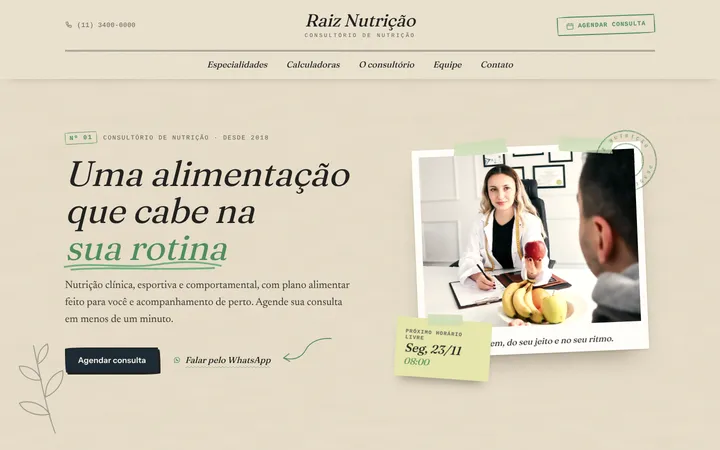 (11) 3400-6800
Raiz Nutrição
CONSULTÓRIO DE NUTRIÇÃO
AGENDAR CONSULTA
Especialidades
Calculadoras
O consultório
Equipe
Contato
Nº 01
CONSULTÓRIO DE NUTRIÇÃO · DESDE 2018
Uma alimentação
que cabe na
sua rotina
Nutrição clínica, esportiva e comportamental, com plano alimentar
feito para você e acompanhamento de perto. Agende sua consulta
em menos de um minuto.
Agendar consulta
Falar pelo WhatsApp
NUTRIÇÃO
PRÓXIMO HORÁRIO
LIVRE
Seg, 23/11
08:00
em, do seu jeito e no seu ritmo.